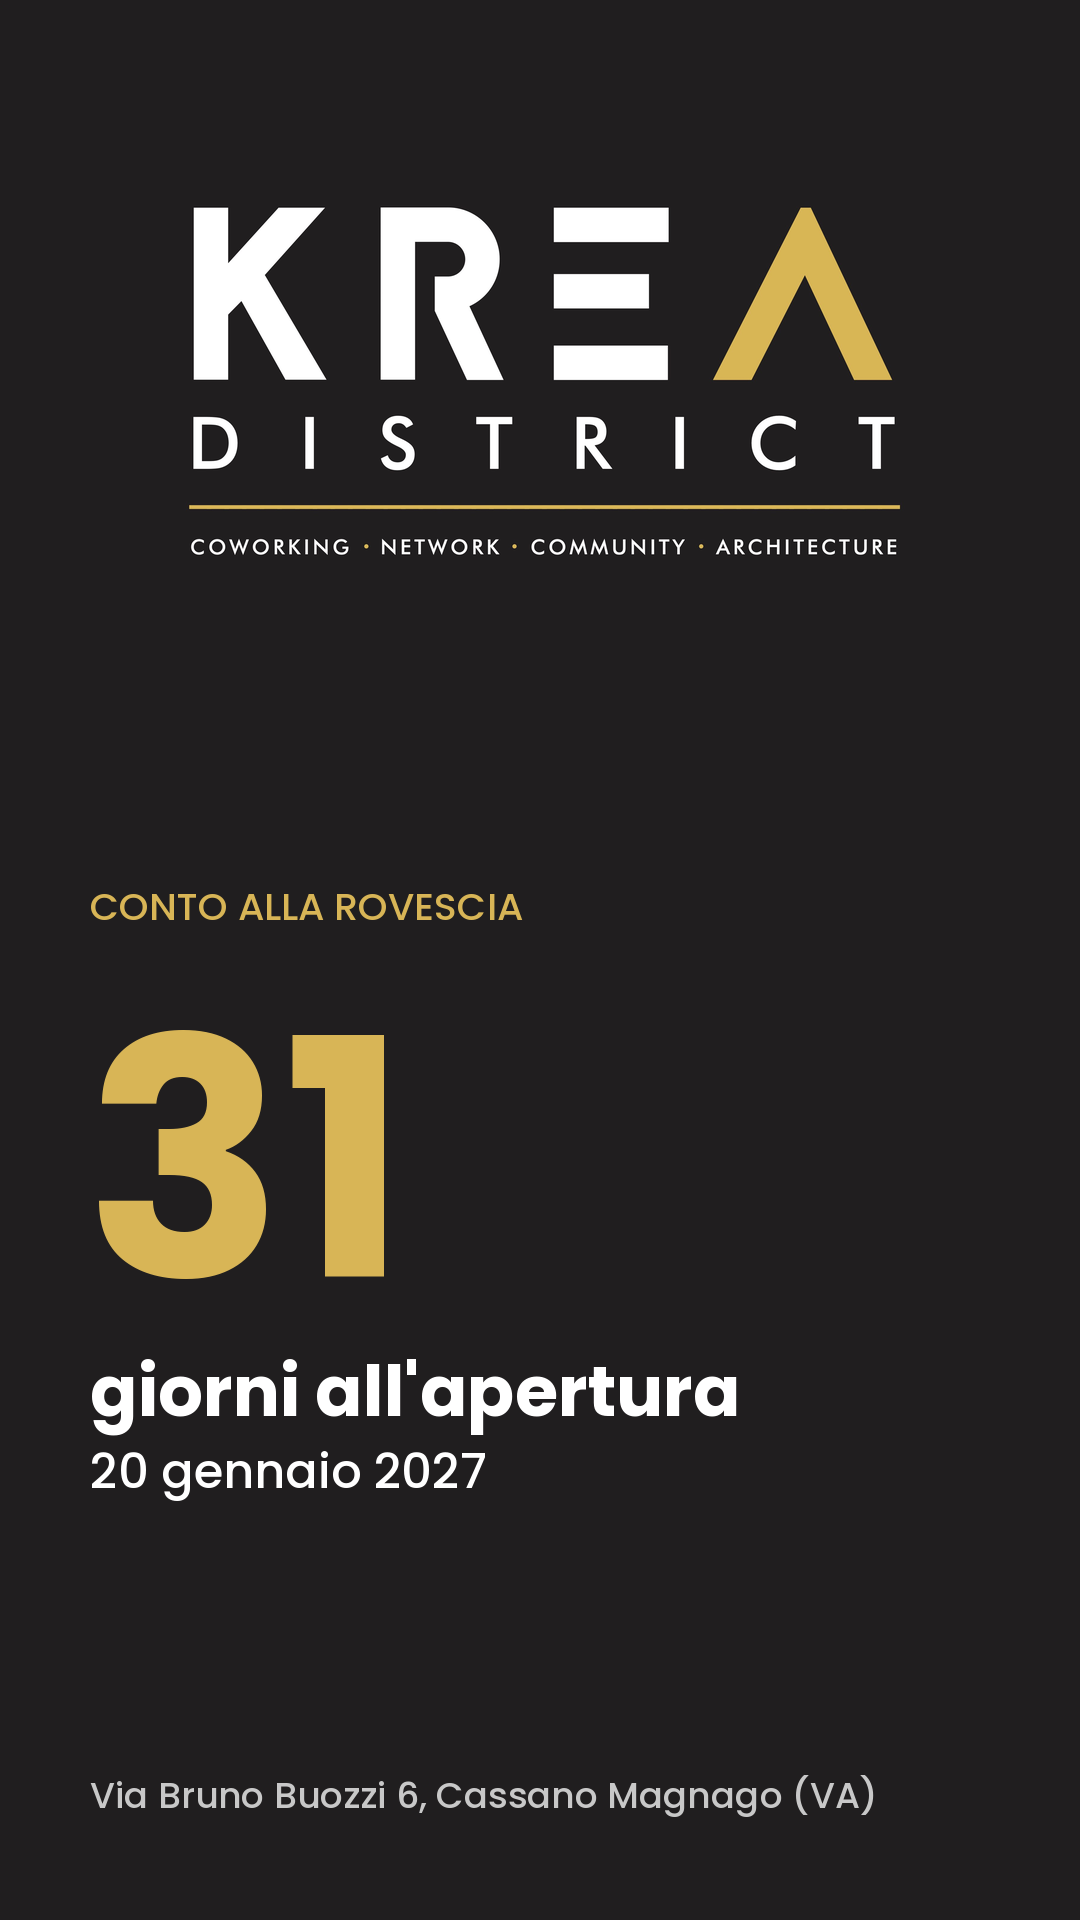 KREA
DISTRICT
COWORKING · NETWORK · COMMUNITY · ARCHITECTURE
CONTO ALLA ROVESCIA
31
giorni all'apertura
20 gennaio 2027
Via Bruno Buozzi 6, Cassano Magnago (VA)